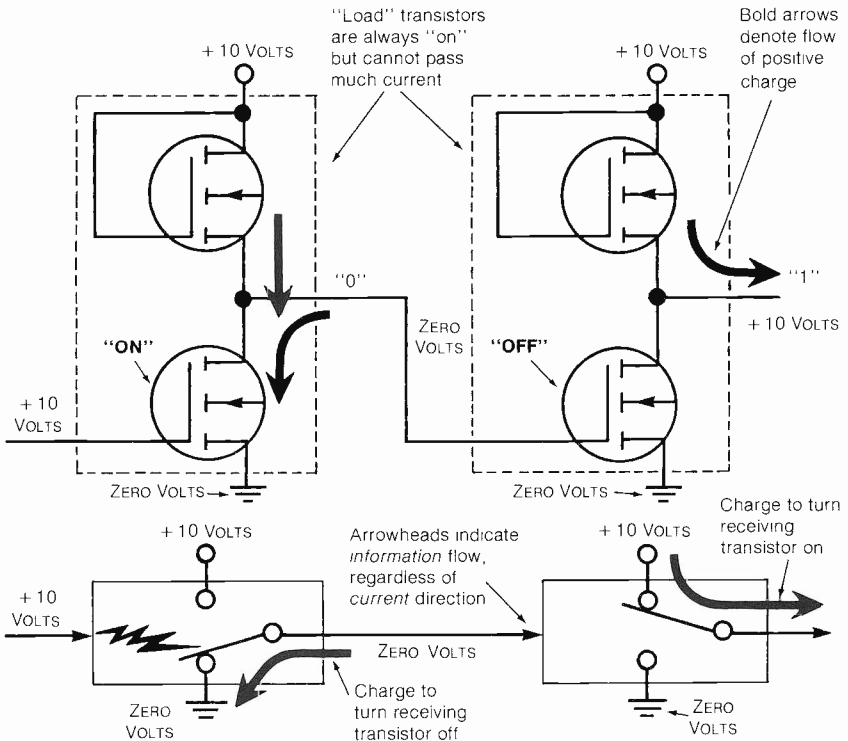 “Load” transistors
are always “on”
but cannot pass
much current
Bold arrows
denote flow
of positive
charge
+ 10 VOLTS
+ 10 VOLTS
“0”
“1”
ZERO
VOLTS
+ 10 VOLTS
“ON”
“OFF”
+ 10
VOLTS
ZERO VOLTS
ZERO VOLTS
+ 10 VOLTS
Arrowheads indicate
information flow,
regardless of
current direction
+ 10 VOLTS
Charge to turn
receiving
transistor on
+ 10
VOLTS
ZERO VOLTS
ZERO
VOLTS
Charge to
turn receiving
transistor off
ZERO
VOLTS